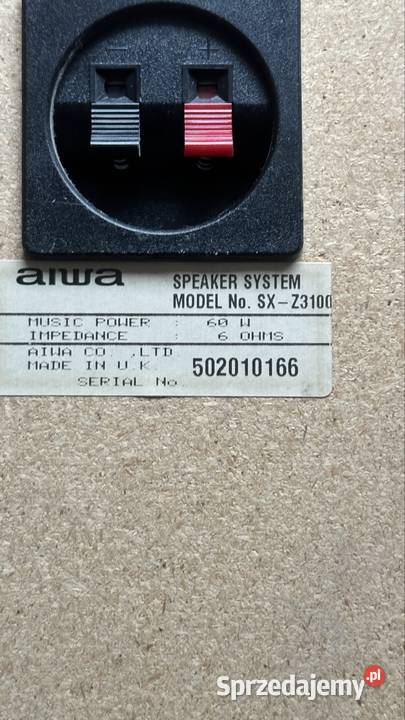 - +
aiwa
SPEAKER SYSTEM
MODEL No. SX-Z3100
MUSIC POWER : 60 W
IMPEDANCE : 6 OHMS
AIWA CO. ,LTD
MADE IN U.K. 502010166
SERIAL No.
Sprzedajemy.pl